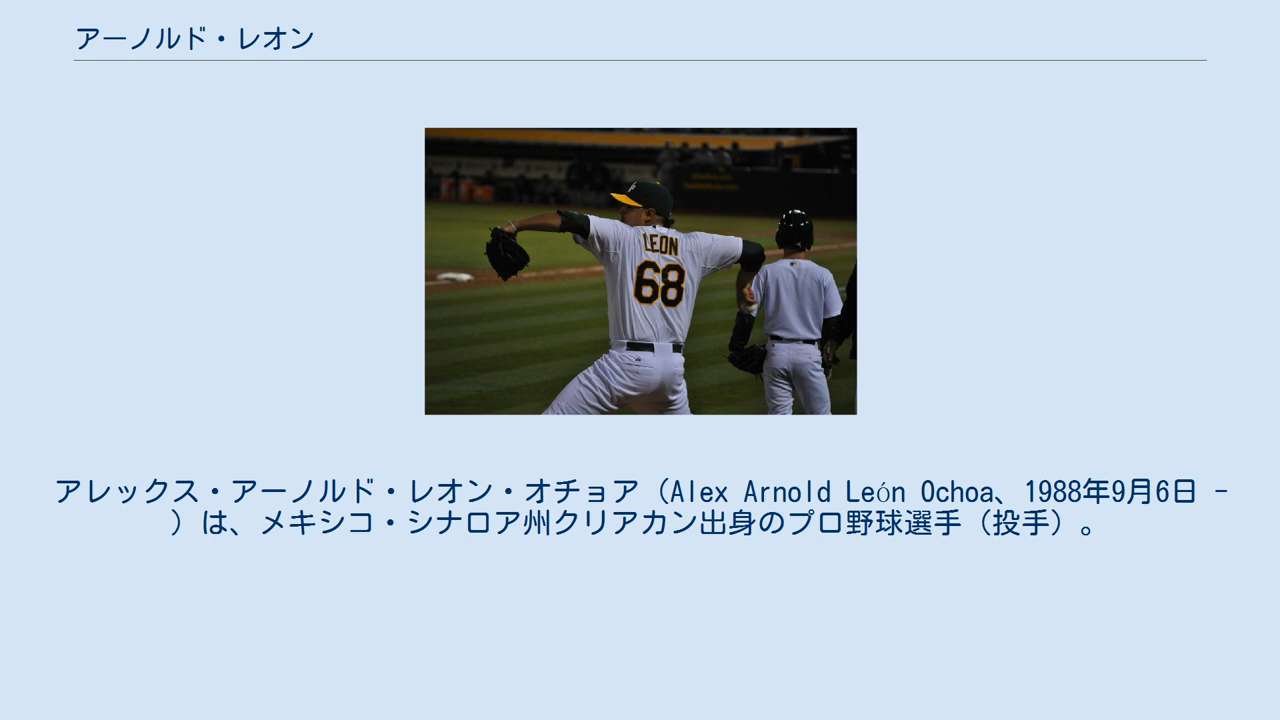 アーノルド・レオン
LEON
68
アレックス・アーノルド・レオン・オチョア（Alex Arnold León Ochoa、1988年9月6日 -
）は、メキシコ・シナロア州クリアカン出身のプロ野球選手（投手）。